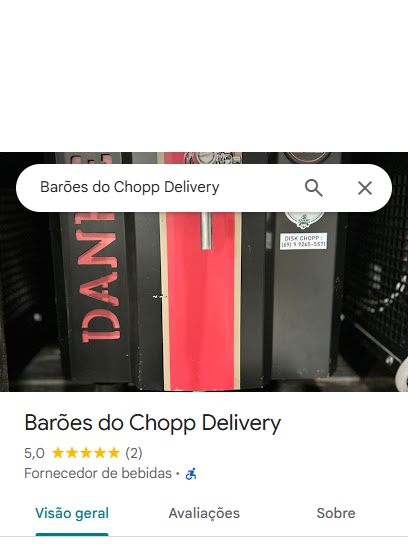 Barões do Chopp Delivery
DISK CHOPP :
(69) 9 9265-5571
Barões do Chopp Delivery
5,0 ★★★★★ (2)
Fornecedor de bebidas ·
Visão geral
Avaliações
Sobre